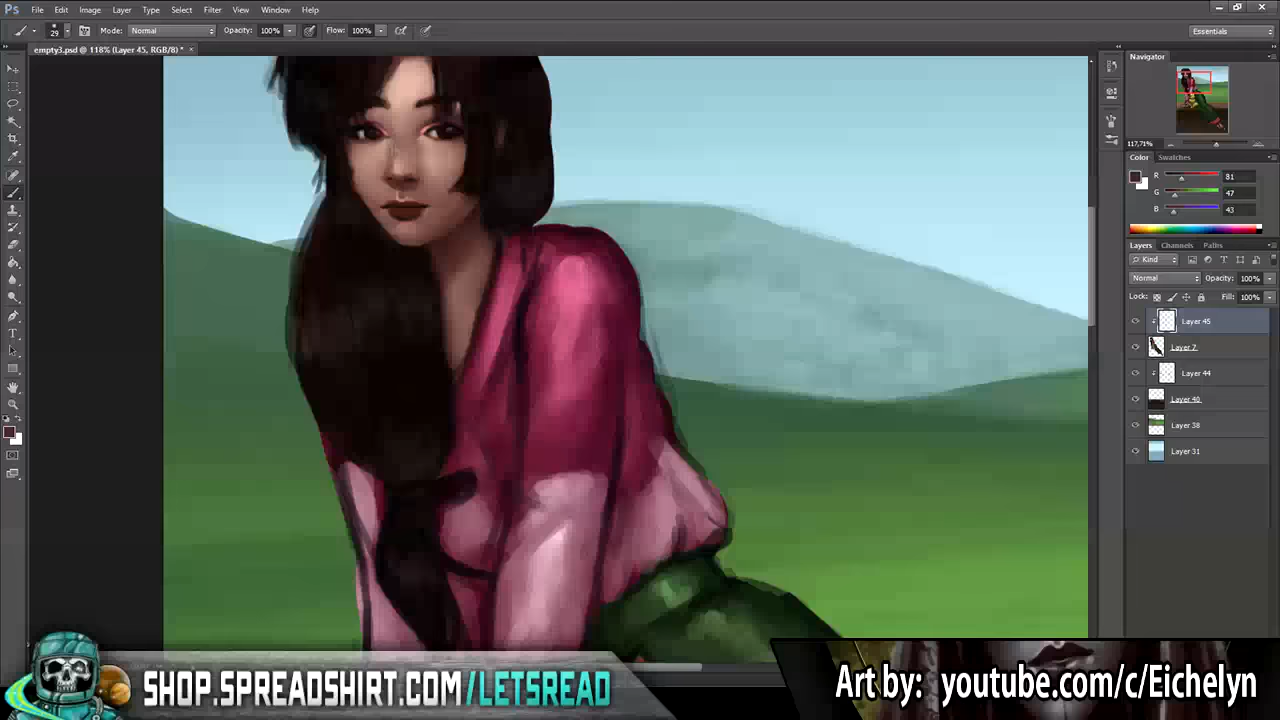 Ps File Edit Image Layer Type Select Filter View Window Help
29 Mode: Normal Opacity: 100% Flow: 100% Essentials
empty3.psd @ 118% (Layer 45, RGB/8) * ×
Navigator
117,71%
Color Swatches
R 81
G 47
B 43
Layers Channels Paths
Kind
Normal Opacity: 100%
Lock: Fill: 100%
Layer 45
Layer 7
Layer 44
Layer 40
Layer 38
Layer 31
SHOP.SPREADSHIRT.COM/LETSREAD
Art by: youtube.com/c/Eichelyn